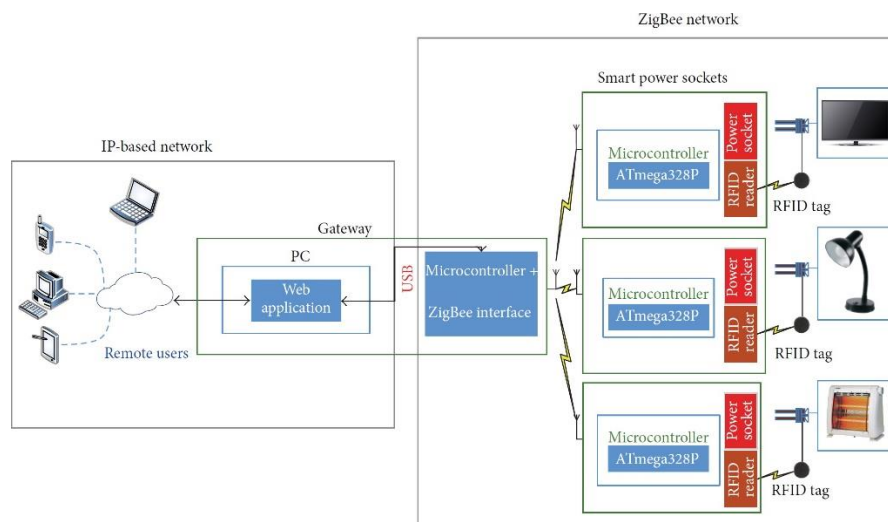 ZigBee network
Smart power sockets
IP-based network
Remote users
Gateway
PC
Web
application
USB
Microcontroller +
ZigBee interface
Microcontroller
ATmega328P
Power
socket
RFID
reader
RFID tag
Microcontroller
ATmega328P
Power
socket
RFID
reader
RFID tag
Microcontroller
ATmega328P
Power
socket
RFID
reader
RFID tag